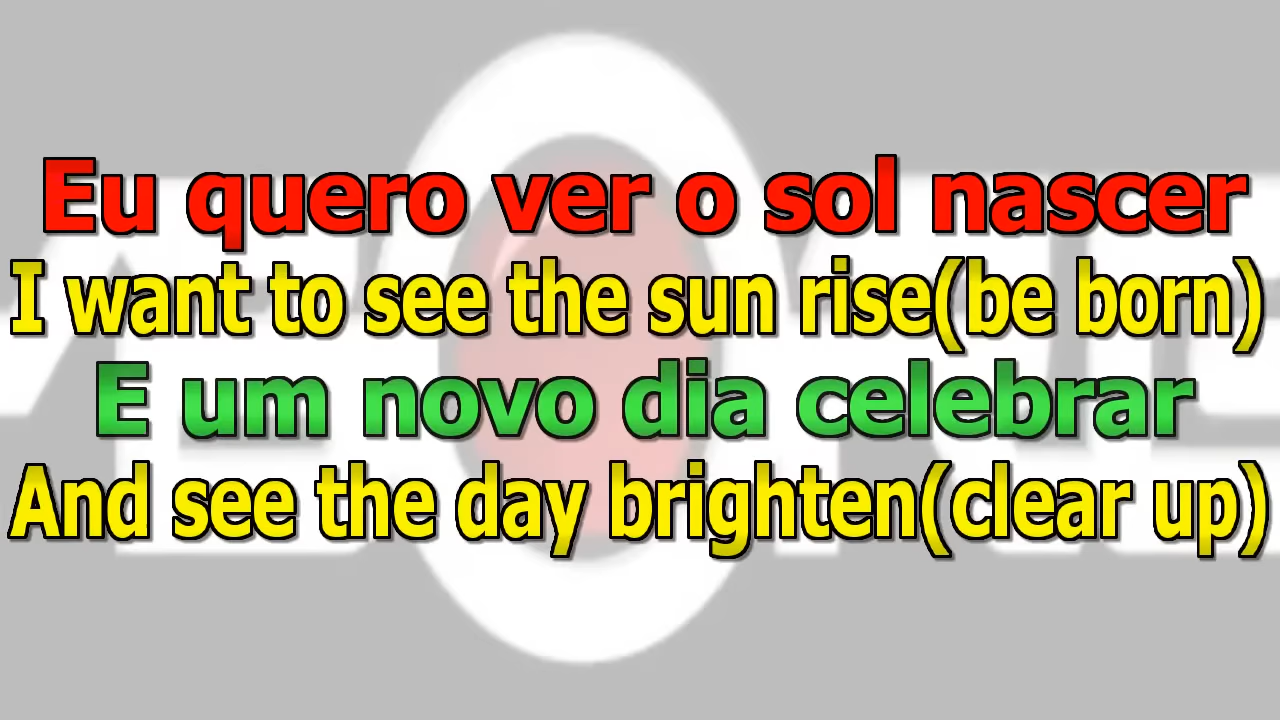 Eu quero ver o sol nascer
I want to see the sun rise(be born)
E um novo dia celebrar
And see the day brighten(clear up)